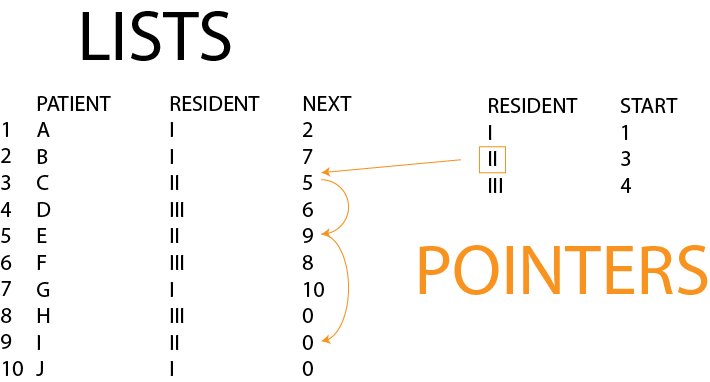 LISTS
PATIENT RESIDENT NEXT
1 A I 2
2 B I 7
3 C II 5
4 D III 6
5 E II 9
6 F III 8
7 G I 10
8 H III 0
9 I II 0
10 J I 0
RESIDENT START
I 1
II 3
III 4
POINTERS